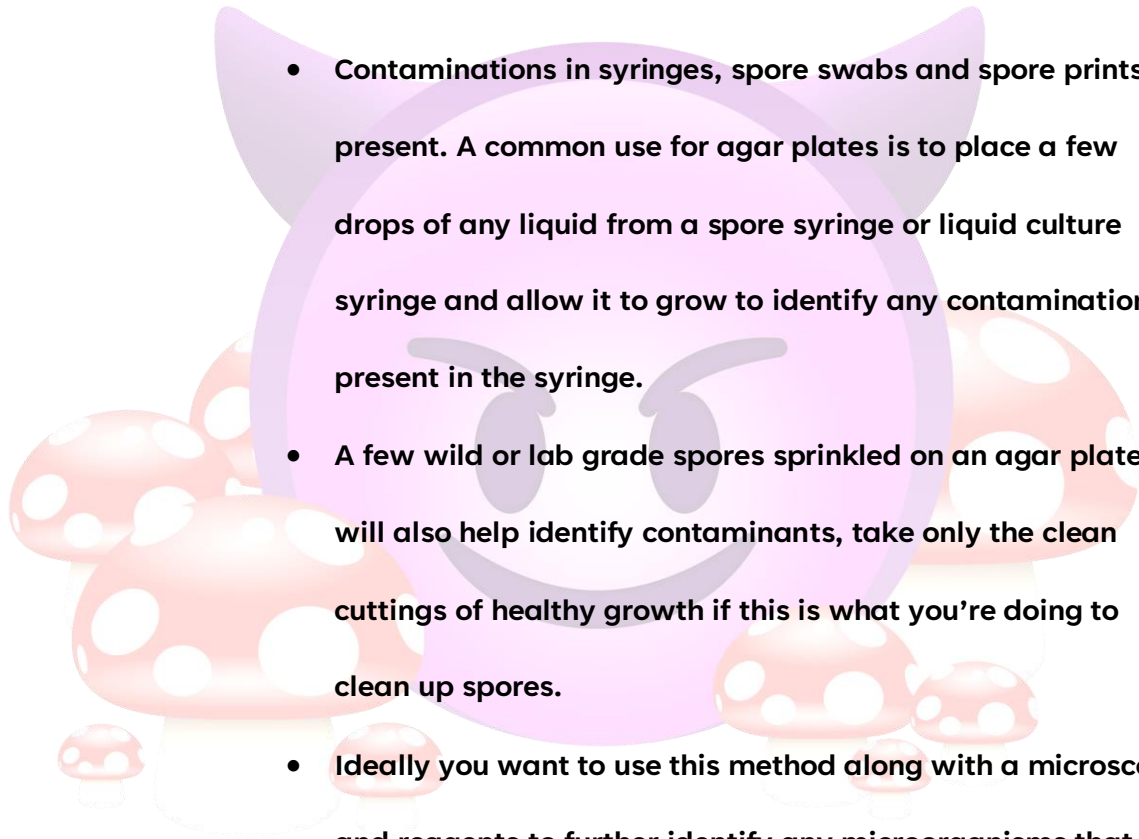 • Contaminations in syringes, spore swabs and spore prints
present. A common use for agar plates is to place a few
drops of any liquid from a spore syringe or liquid culture
syringe and allow it to grow to identify any contamination
present in the syringe.
• A few wild or lab grade spores sprinkled on an agar plate
will also help identify contaminants, take only the clean
cuttings of healthy growth if this is what you’re doing to
clean up spores.
• Ideally you want to use this method along with a
and reagents to further identify any microorganisms that